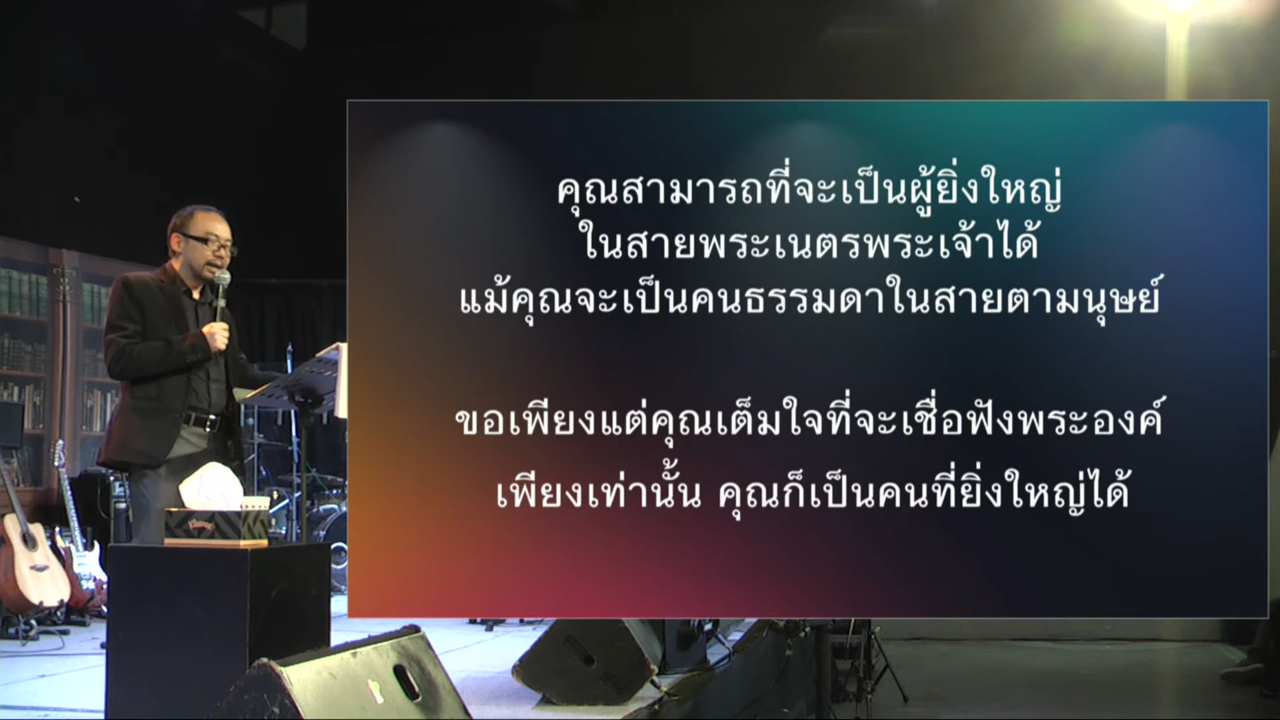 คุณสามารถที่จะเป็นผู้ยิ่งใหญ่
ในสายพระเนตรพระเจ้าได้
แม้คุณจะเป็นคนธรรมดาในสายตามนุษย์
ขอเพียงแต่คุณเต็มใจที่จะเชื่อฟังพระองค์
เพียงเท่านั้น คุณก็เป็นคนที่ยิ่งใหญ่ได้